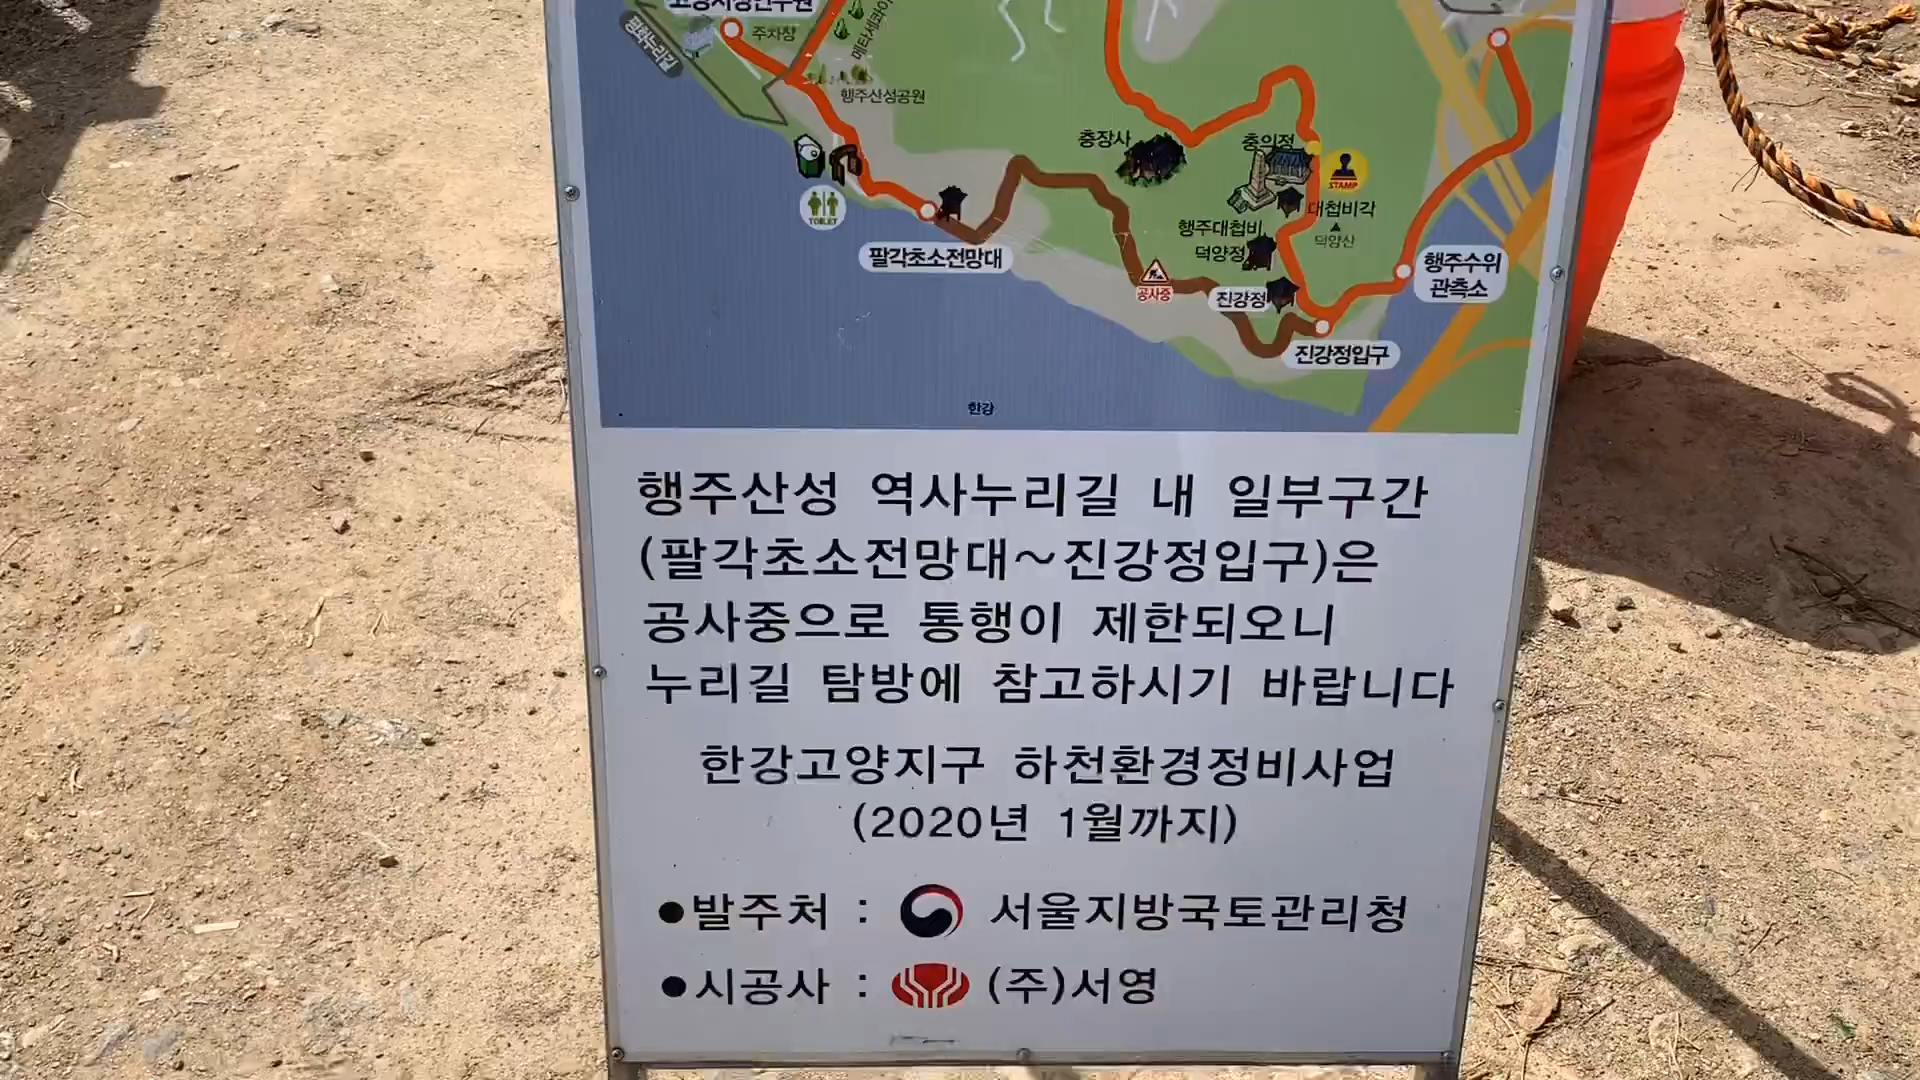 주차장
평화누리길
행주산성공원
충장사
충의정
STAMP
TOILET
대첩비각
행주대첩비
덕양산
덕양정
팔각초소전망대
행주수위
관측소
공사중
진강정
진강정입구
한강
행주산성 역사누리길 내 일부구간
(팔각초소전망대~진강정입구)은
공사중으로 통행이 제한되오니
누리길 탐방에 참고하시기 바랍니다
한강고양지구 하천환경정비사업
(2020년 1월까지)
●발주처 : 서울지방국토관리청
●시공사 : (주)서영